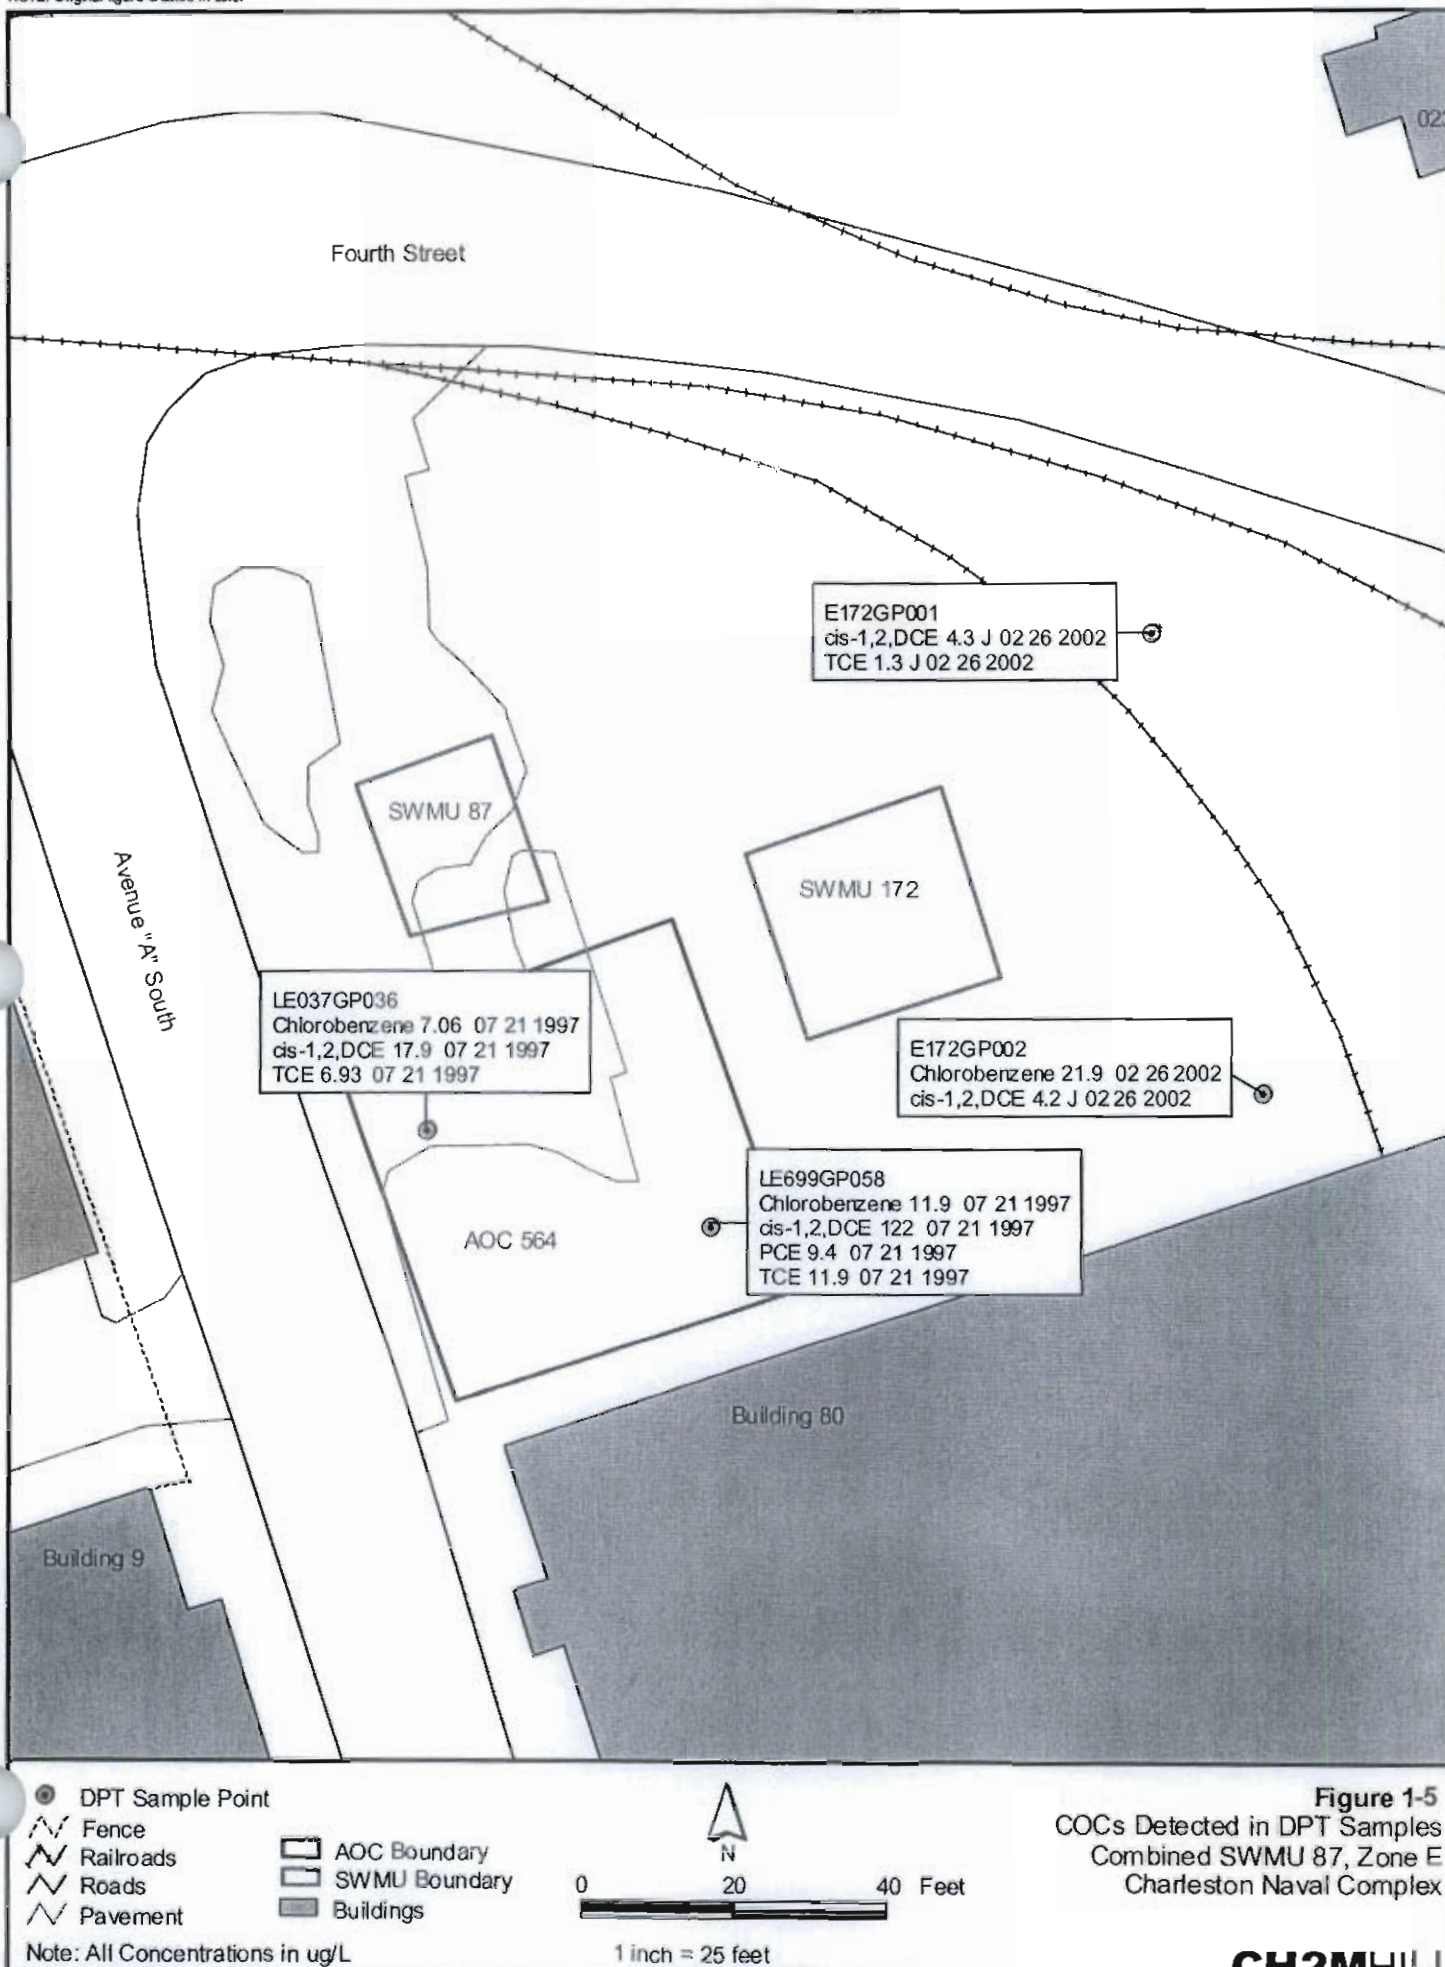 023
Fourth Street
E172GP001
cis-1,2,DCE 4.3 J 02 26 2002
TCE 1.3 J 02 26 2002
SWMU 87
SWMU 172
Avenue "A" South
LE037GP036
Chlorobenzene 7.06 07 21 1997
cis-1,2,DCE 17.9 07 21 1997
TCE 6.93 07 21 1997
E172GP002
Chlorobenzene 21.9 02 26 2002
cis-1,2,DCE 4.2 J 02 26 2002
LE699GP058
Chlorobenzene 11.9 07 21 1997
cis-1,2,DCE 122 07 21 1997
PCE 9.4 07 21 1997
TCE 11.9 07 21 1997
AOC 564
Building 80
Building 9
DPT Sample Point
Fence
Railroads
Roads
Pavement
AOC Boundary
SWMU Boundary
Buildings
N
0 20 40 Feet
1 inch = 25 feet
Note: All Concentrations in ug/L
Figure 1-5
COCs Detected in DPT Samples
Combined SWMU 87, Zone E
Charleston Naval Complex
CH2MHILL